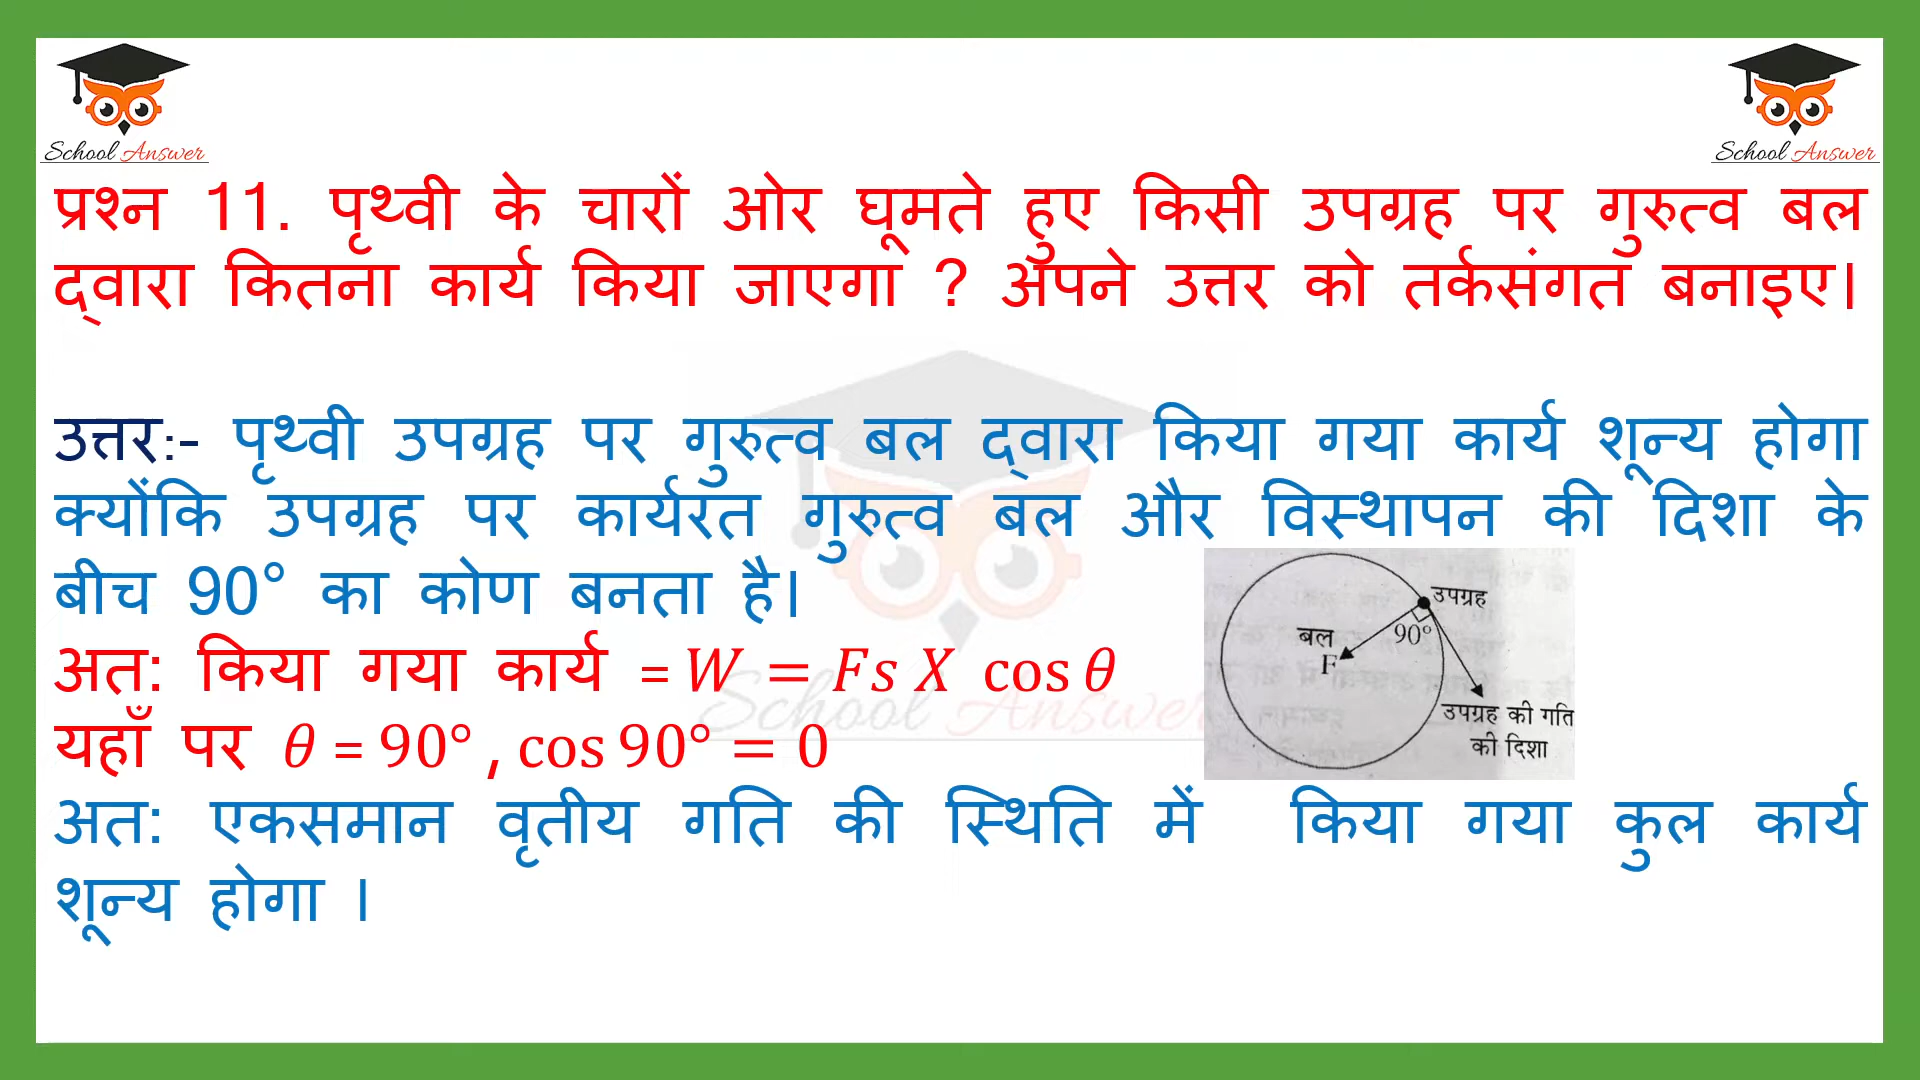 School Answer
School Answer
प्रश्न 11. पृथ्वी के चारों ओर घूमते हुए किसी उपग्रह पर गुरुत्व बल
द्वारा कितना कार्य किया जाएगा ? अपने उत्तर को तर्कसंगत बनाइए।
उत्तरः- पृथ्वी उपग्रह पर गुरुत्व बल द्वारा किया गया कार्य शून्य होगा
क्योंकि उपग्रह पर कार्यरत गुरुत्व बल और विस्थापन की दिशा के
बीच 90° का कोण बनता है।
अत: किया गया कार्य = W = Fs X cos θ
यहाँ पर θ = 90° , cos 90° = 0
उपग्रह
90°
बल
F
उपग्रह की गति
की दिशा
School Answer
अत: एकसमान वृतीय गति की स्थिति में किया गया कुल कार्य
शून्य होगा ।